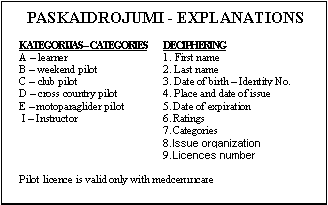 PASKAIDROJUMI - EXPLANATIONS
KATEGORIJAS – CATEGORIES
A – learner
B – weekend pilot
C – club pilot
D – cross country pilot
E – motoparaglider pilot
I – Instructor
DECIPHERING
1. First name
2. Last name
3. Date of birth – Identity No.
4. Place and date of issue
5. Date of expiration
6. Ratings
7. Categories
8. Issue organization
9. Licences number
Pilot licence is valid only with